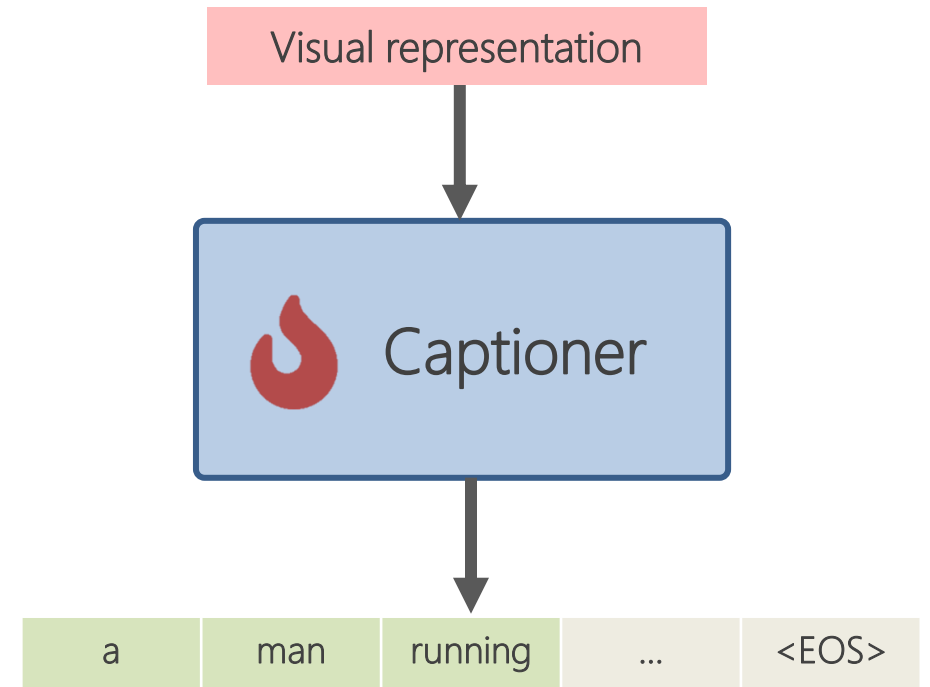 Visual representation
Captioner
a man running ... <EOS>